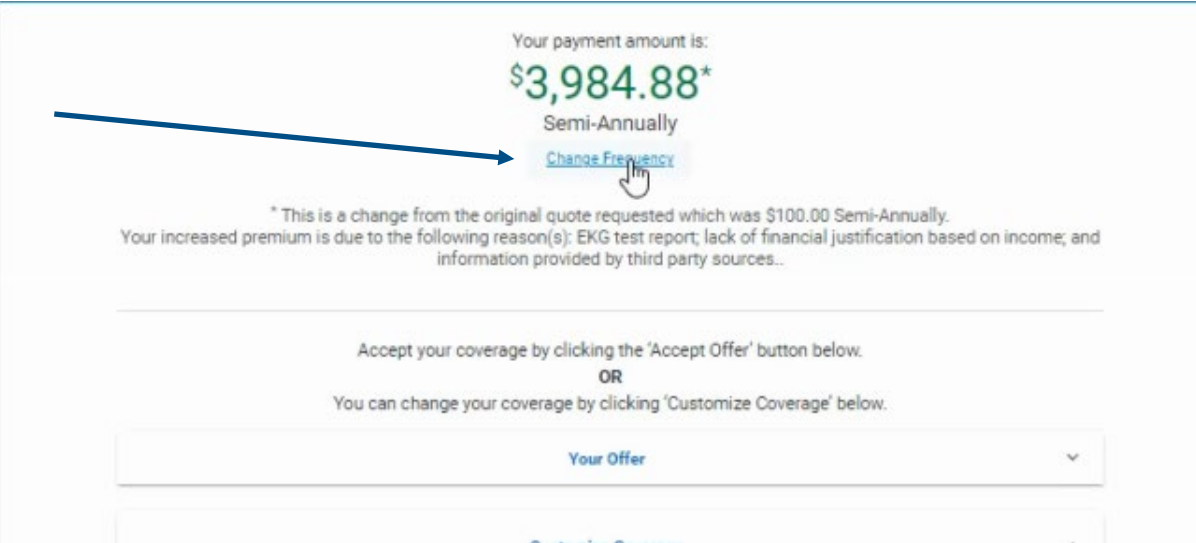 Your payment amount is:
$3,984.88*
Semi-Annually
Change Frequency
* This is a change from the original quote requested which was $100.00 Semi-Annually.
Your increased premium is due to the following reason(s): EKG test report; lack of financial justification based on income; and
information provided by third party sources..
Accept your coverage by clicking the 'Accept Offer' button below.
OR
You can change your coverage by clicking 'Customize Coverage' below.
Your Offer
Customize Coverage